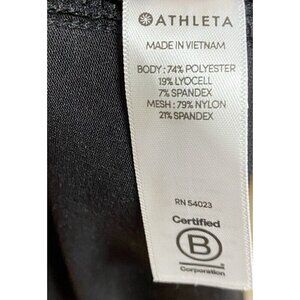 ATHLETA
MADE IN VIETNAM
BODY : 74% POLYESTER
19% LYOCELL
7% SPANDEX
MESH : 79% NYLON
21% SPANDEX
RN 54023
Certified
B
Corporation